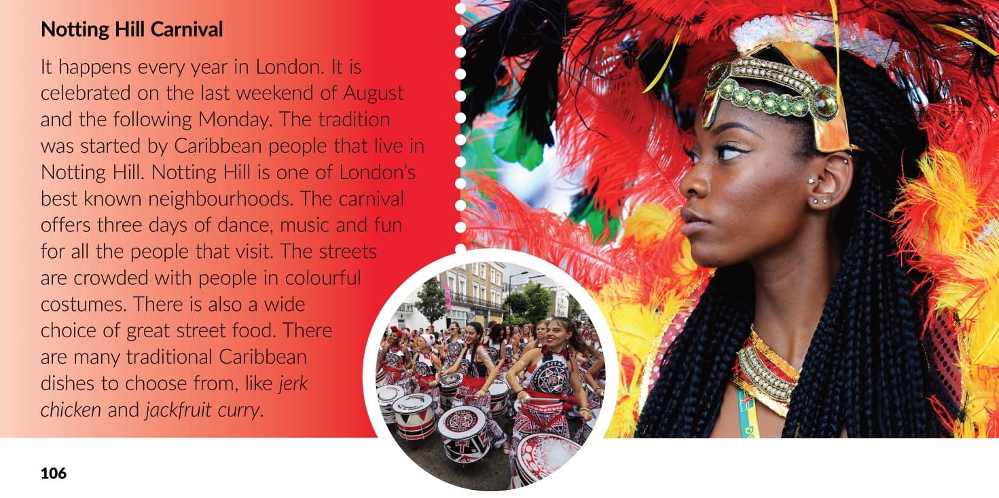 Notting Hill Carnival
It happens every year in London. It is
celebrated on the last weekend of August
and the following Monday. The tradition
was started by Caribbean people that live in
Notting Hill. Notting Hill is one of London’s
best known neighbourhoods. The carnival
offers three days of dance, music and fun
for all the people that visit. The streets
are crowded with people in colourful
costumes. There is also a wide
choice of great street food. There
are many traditional Caribbean
dishes to choose from, like jerk
chicken and jackfruit curry.
106